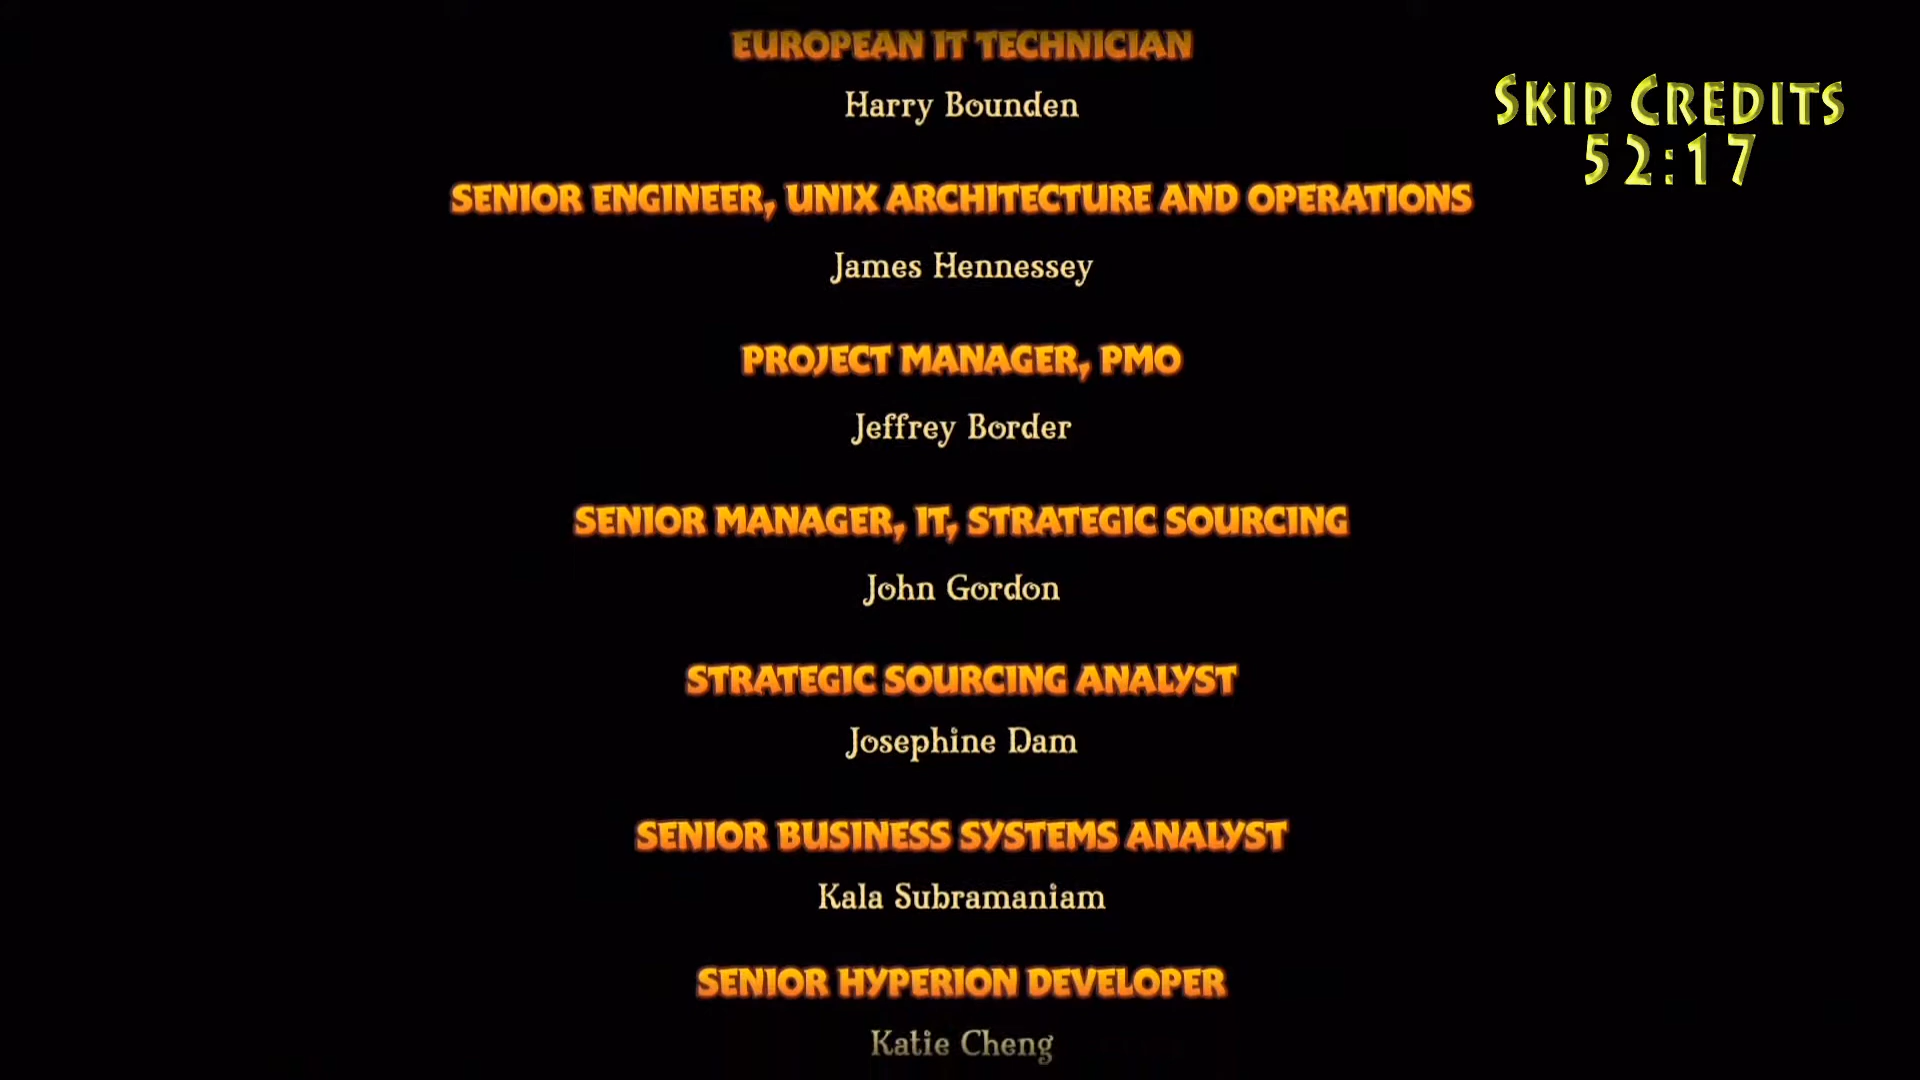 EUROPEAN IT TECHNICIAN
Harry Bounden
SKIP CREDITS
52:17
SENIOR ENGINEER, UNIX ARCHITECTURE AND OPERATIONS
James Hennessey
PROJECT MANAGER, PMO
Jeffrey Border
SENIOR MANAGER, IT, STRATEGIC SOURCING
John Gordon
STRATEGIC SOURCING ANALYST
Josephine Dam
SENIOR BUSINESS SYSTEMS ANALYST
Kala Subramaniam
SENIOR HYPERION DEVELOPER
Katie Cheng